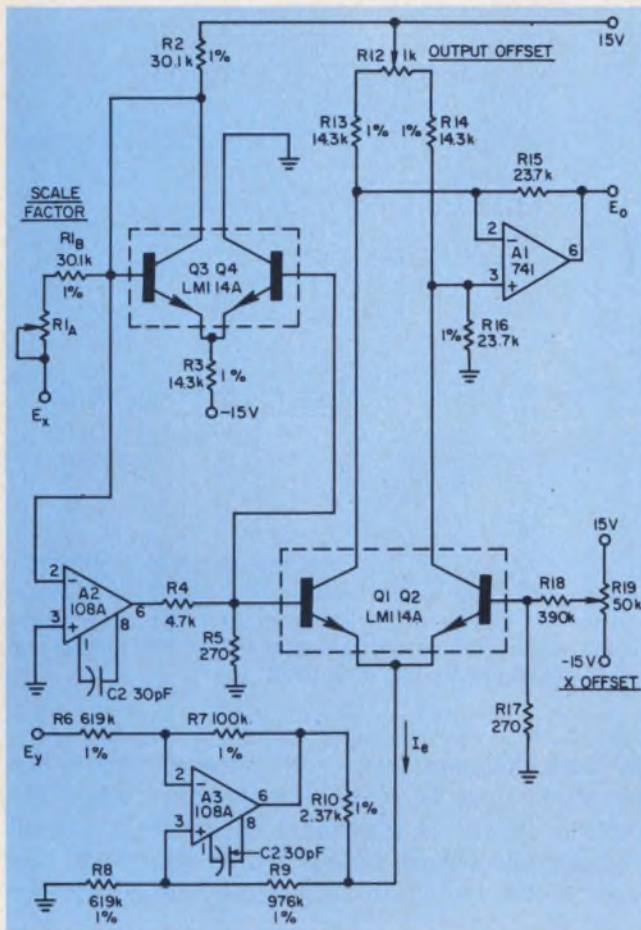 R2
30.1k
1%
R12
1k
OUTPUT OFFSET
15V
R13
14.3k
1%
1%
R14
14.3k
R15
23.7k
E₀
2
−
A1
741
6
3
+
1%
R16
23.7k
SCALE
FACTOR
R1B
30.1k
1%
R1A
Ex
Q3 Q4
LM114A
R3
14.3k
1%
−15V
2
−
A2
108A
6
3
+
1
8
C2 30pF
R4
4.7k
R5
270
Q1 Q2
LM114A
R18
390k
15V
R19
50k
−15V
X OFFSET
R17
270
Ie
Ey
R6 619k
1%
R7 100k
1%
2
−
A3
108A
6
3
+
1
8
C2 30pF
R10
2.37k
1%
R8
619k
1%
R9
976k
1%